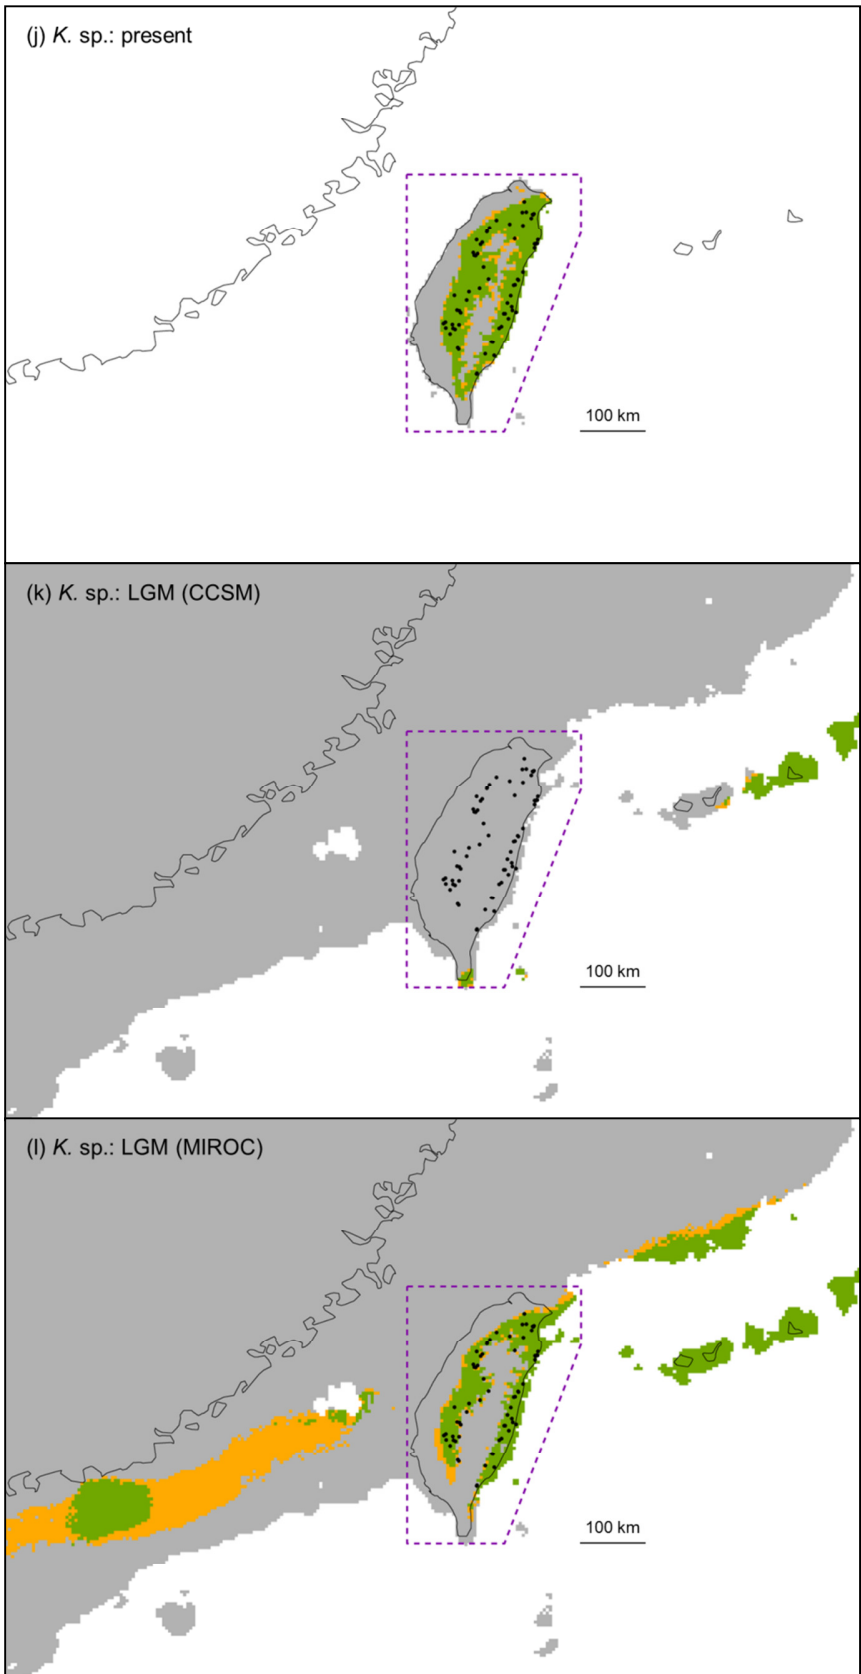 (j) K. sp.: present
100 km
(k) K. sp.: LGM (CCSM)
100 km
(l) K. sp.: LGM (MIROC)
100 km